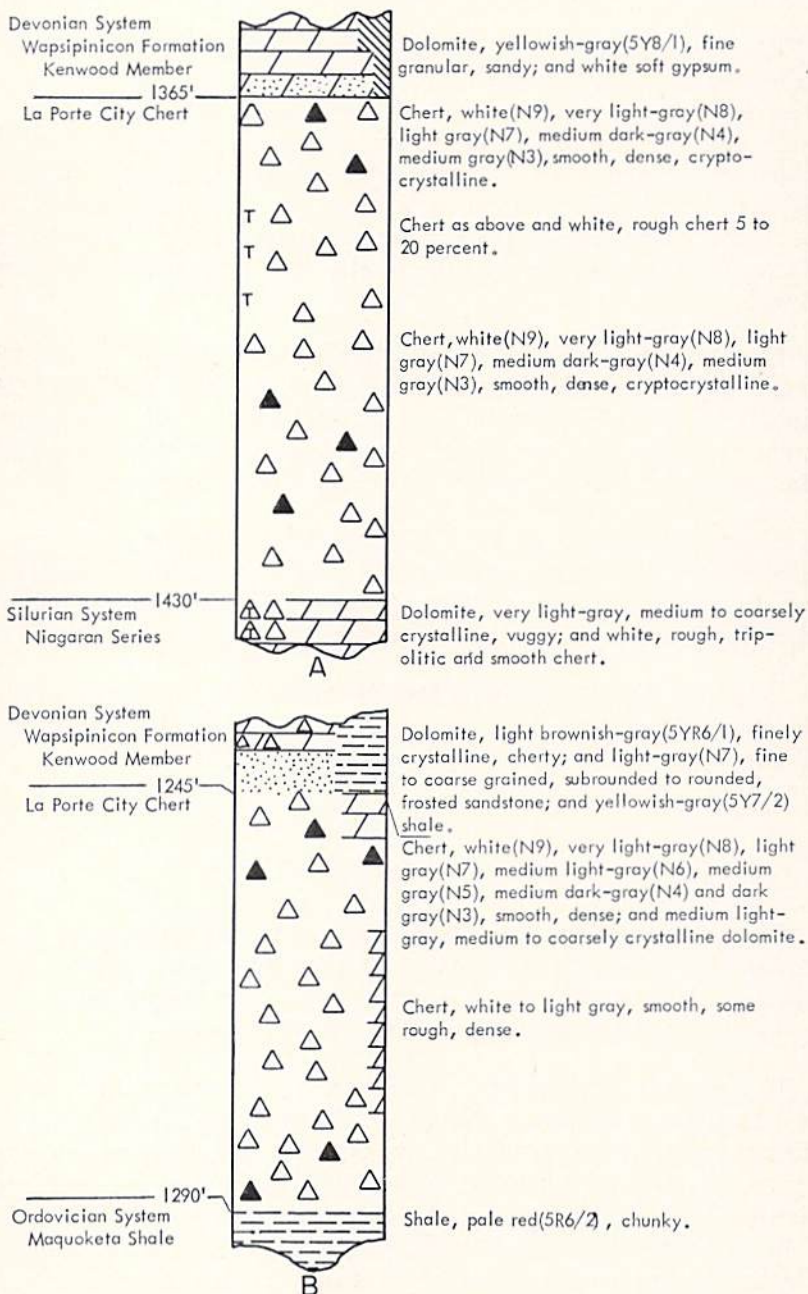 Devonian System
Wapsipinicon Formation
Kenwood Member
1365'
La Porte City Chert
Dolomite, yellowish-gray(5Y8/1), fine
granular, sandy; and white soft gypsum.
Chert, white(N9), very light-gray(N8),
light gray(N7), medium dark-gray(N4),
medium gray(N3), smooth, dense, crypto-
crystalline.
T
T
T
Chert as above and white, rough chert 5 to
20 percent.
Chert, white(N9), very light-gray(N8), light
gray(N7), medium dark-gray(N4), medium
gray(N3), smooth, dense, cryptocrystalline.
1430'
Silurian System
Niagaran Series
T
T
Dolomite, very light-gray, medium to coarsely
crystalline, vuggy; and white, rough, trip-
olitic and smooth chert.
A
Devonian System
Wapsipinicon Formation
Kenwood Member
1245'
La Porte City Chert
Dolomite, light brownish-gray(5YR6/1), finely
crystalline, cherty; and light-gray(N7), fine
to coarse grained, subrounded to rounded,
frosted sandstone; and yellowish-gray(5Y7/2)
shale.
Chert, white(N9), very light-gray(N8), light
gray(N7), medium light-gray(N6), medium
gray(N5), medium dark-gray(N4) and dark
gray(N3), smooth, dense; and medium light-
gray, medium to coarsely crystalline dolomite.
Chert, white to light gray, smooth, some
rough, dense.
1290'
Ordovician System
Maquoketa Shale
Shale, pale red(5R6/2), chunky.
B